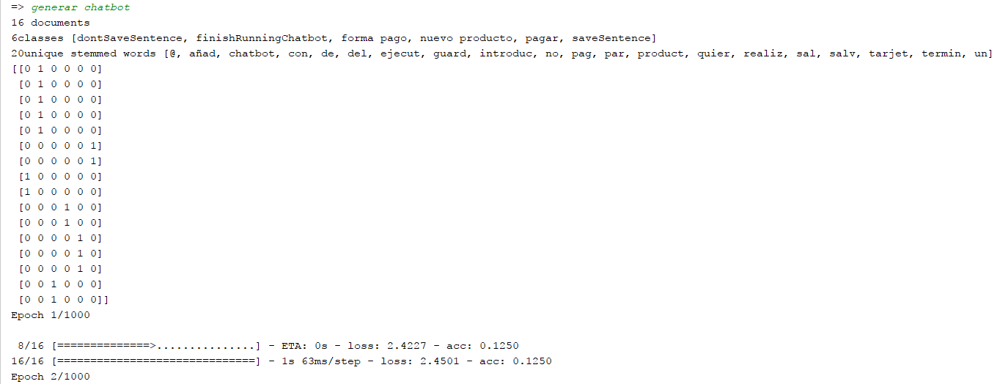 => generar chatbot
16 documents
6classes [dontSaveSentence, finishRunningChatbot, forma pago, nuevo producto, pagar, saveSentence]
20unique stemmed words [@, añad, chatbot, con, de, del, ejecut, guard, introduc, no, pag, par, product, quier, realiz, sal, salv, tarjet, termin, un]
[[0 1 0 0 0 0]
[0 1 0 0 0 0]
[0 1 0 0 0 0]
[0 1 0 0 0 0]
[0 1 0 0 0 0]
[0 0 0 0 0 1]
[0 0 0 0 0 1]
[1 0 0 0 0 0]
[1 0 0 0 0 0]
[0 0 0 1 0 0]
[0 0 0 1 0 0]
[0 0 0 0 1 0]
[0 0 0 0 1 0]
[0 0 0 0 1 0]
[0 0 1 0 0 0]
[0 0 1 0 0 0]]
Epoch 1/1000
8/16 [==============>...............] - ETA: 0s - loss: 2.4227 - acc: 0.1250
16/16 [==============================] - 1s 63ms/step - loss: 2.4501 - acc: 0.1250
Epoch 2/1000